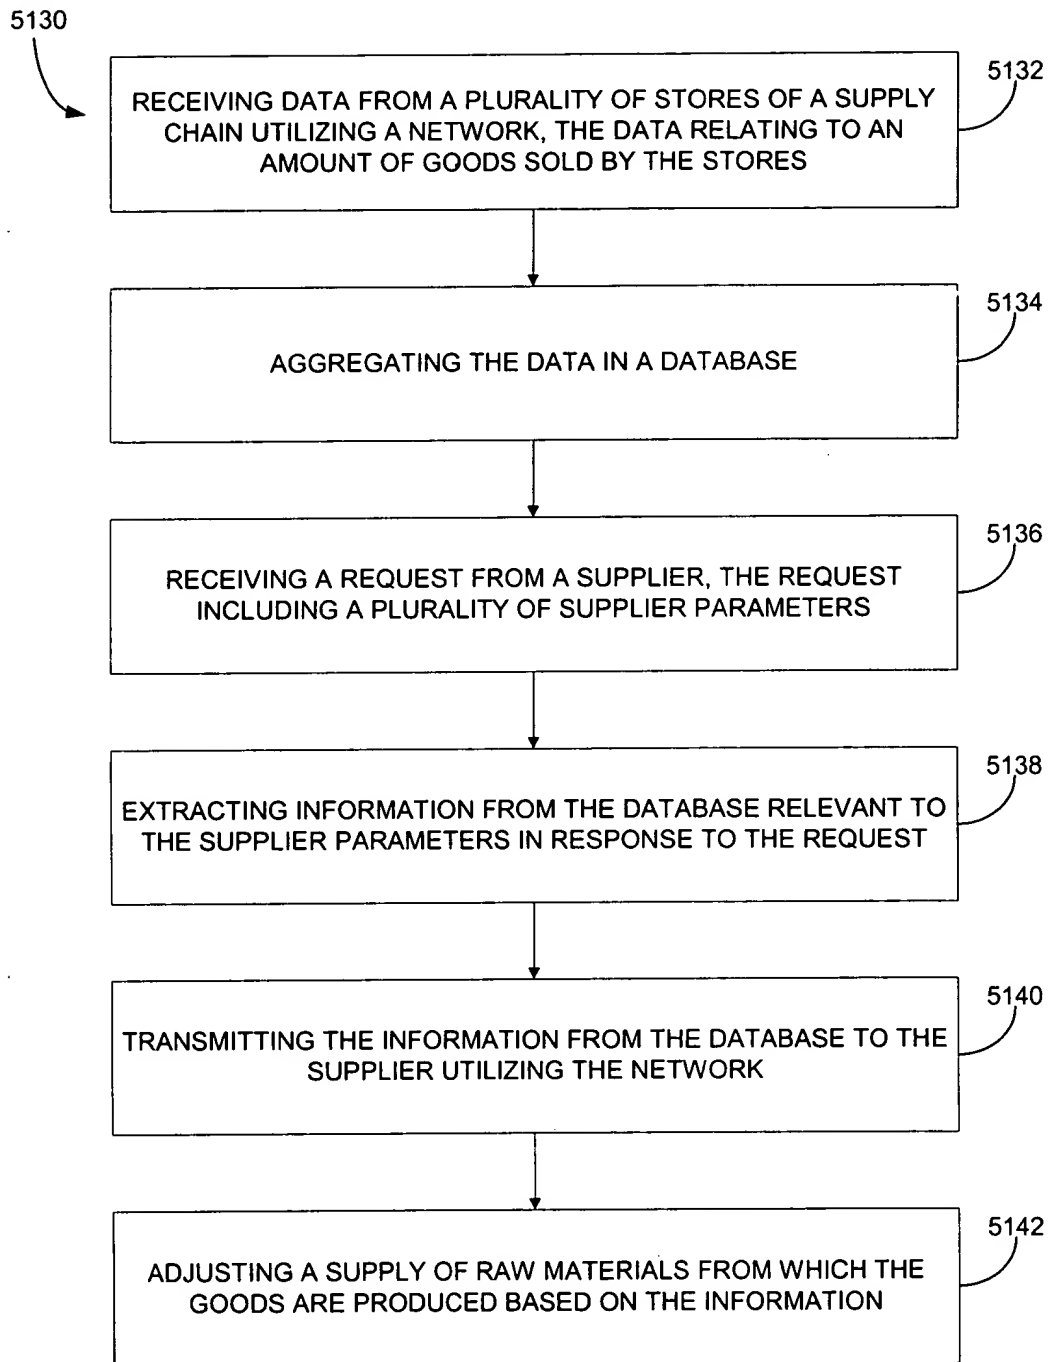 5130
5132
RECEIVING DATA FROM A PLURALITY OF STORES OF A SUPPLY
CHAIN UTILIZING A NETWORK, THE DATA RELATING TO AN
AMOUNT OF GOODS SOLD BY THE STORES
5134
AGGREGATING THE DATA IN A DATABASE
5136
RECEIVING A REQUEST FROM A SUPPLIER, THE REQUEST
INCLUDING A PLURALITY OF SUPPLIER PARAMETERS
5138
EXTRACTING INFORMATION FROM THE DATABASE RELEVANT TO
THE SUPPLIER PARAMETERS IN RESPONSE TO THE REQUEST
5140
TRANSMITTING THE INFORMATION FROM THE DATABASE TO THE
SUPPLIER UTILIZING THE NETWORK
5142
ADJUSTING A SUPPLY OF RAW MATERIALS FROM WHICH THE
GOODS ARE PRODUCED BASED ON THE INFORMATION